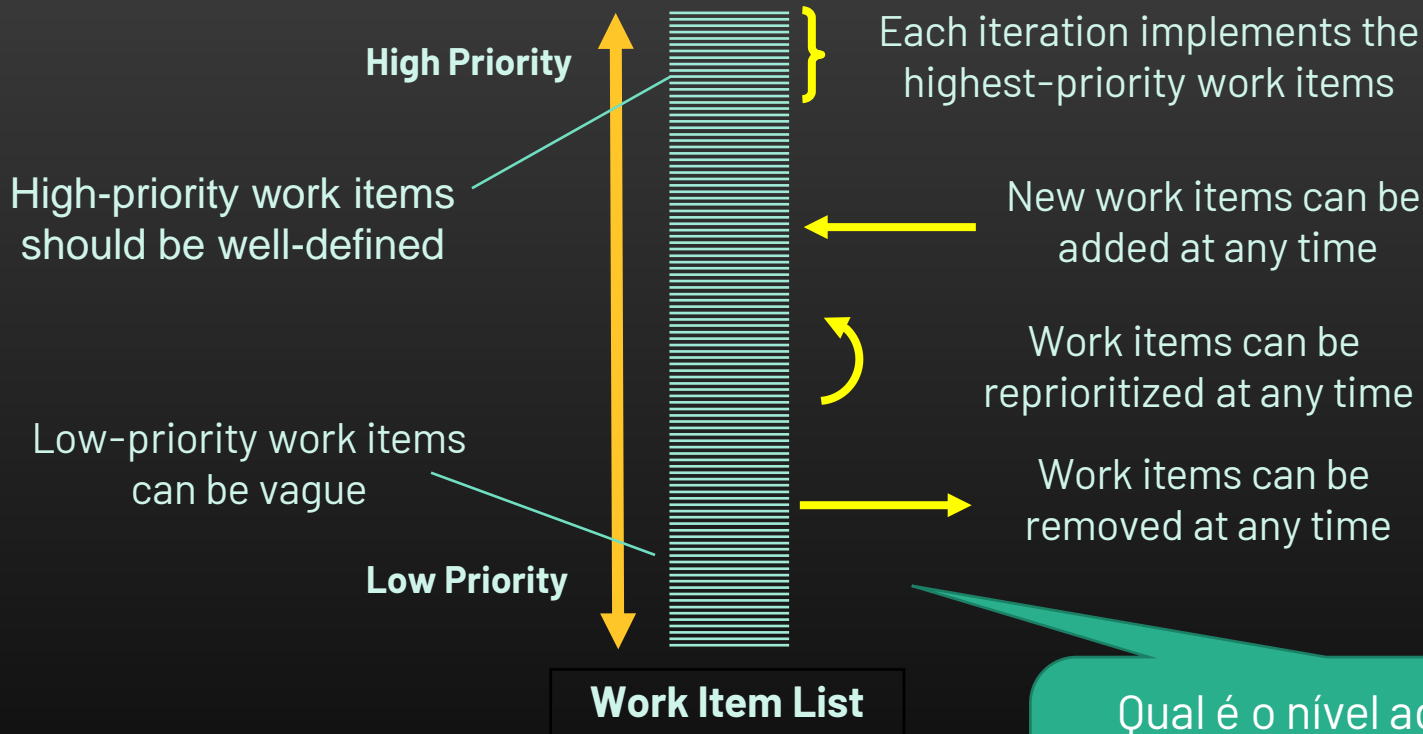 High Priority
Each iteration implements the
highest-priority work items
High-priority work items
should be well-defined
New work items can be
added at any time
Work items can be
reprioritized at any time
Low-priority work items
can be vague
Work items can be
removed at any time
Low Priority
Work Item List
Qual é o nível